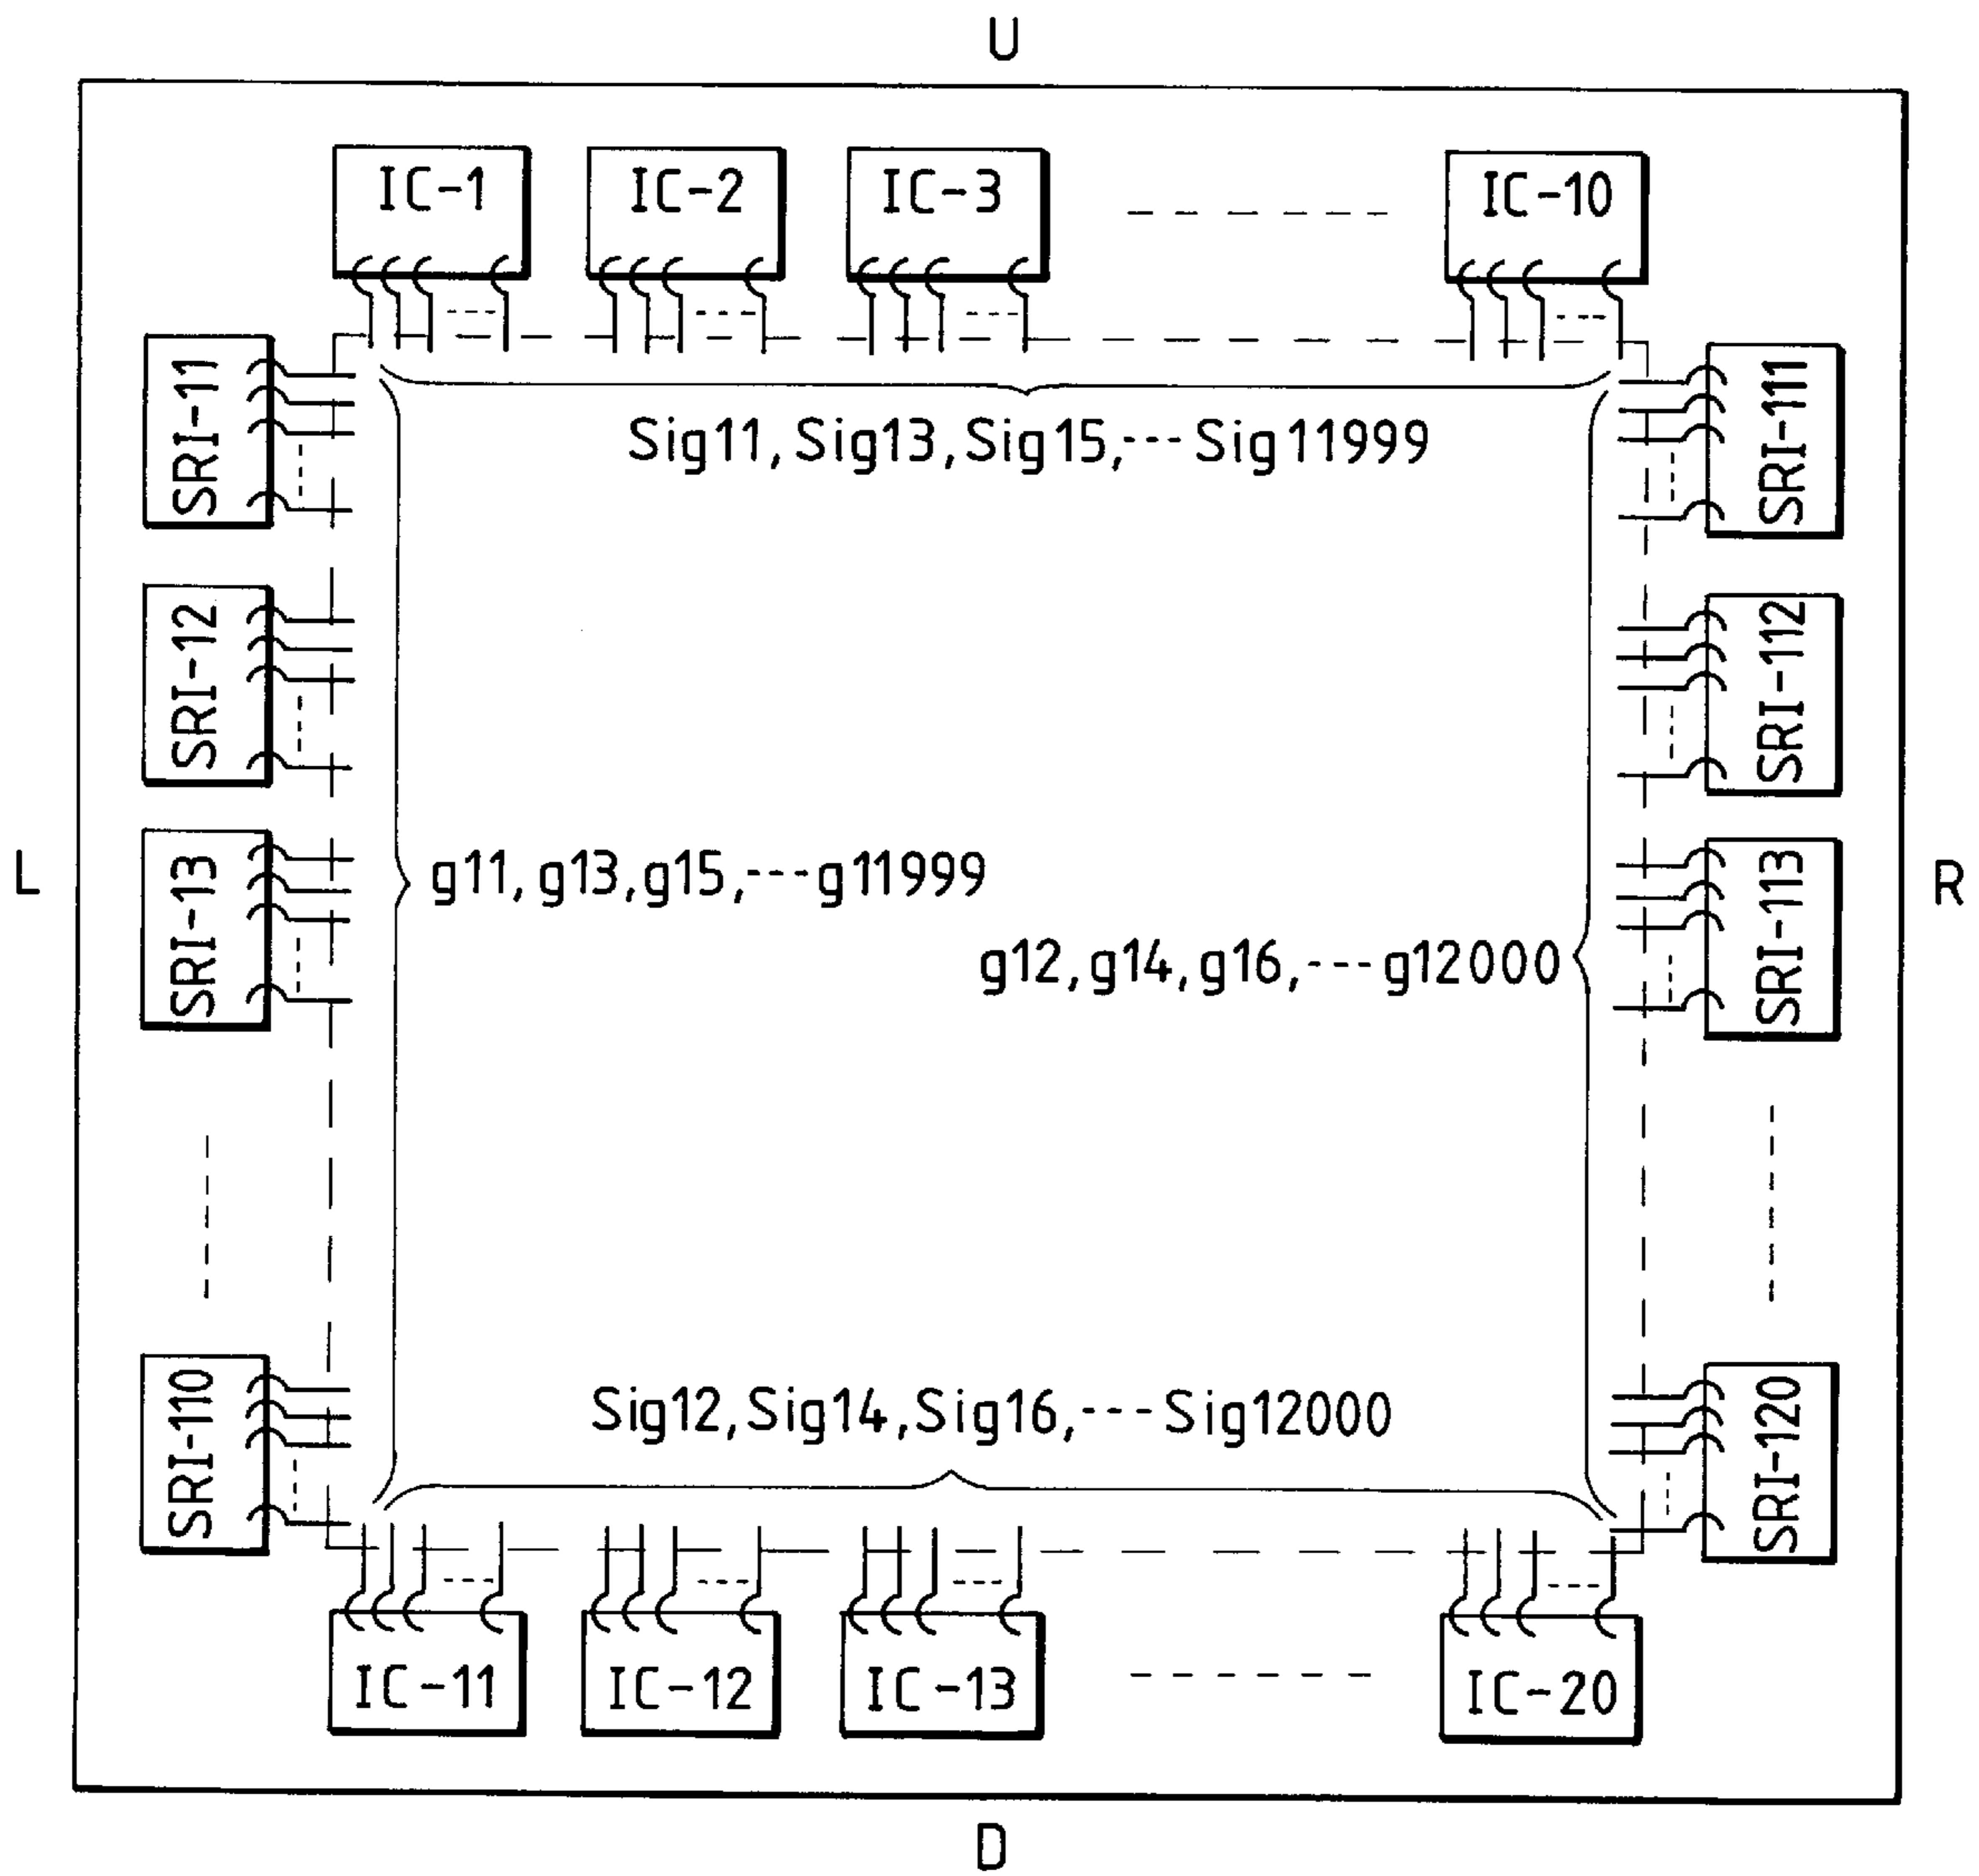 U
IC-1
IC-2
IC-3
IC-10
SRI-11
SRI-111
Sig11, Sig13, Sig15, --- Sig11999
SRI-12
SRI-112
SRI-13
SRI-113
L
g11, g13, g15, --- g11999
R
g12, g14, g16, --- g12000
SRI-110
SRI-120
Sig12, Sig14, Sig16, --- Sig12000
IC-11
IC-12
IC-13
IC-20
D